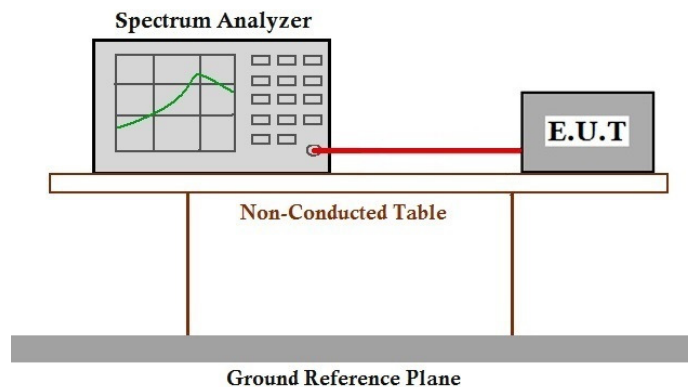 Spectrum Analyzer
E.U.T
Non-Conducted Table
Ground Reference Plane